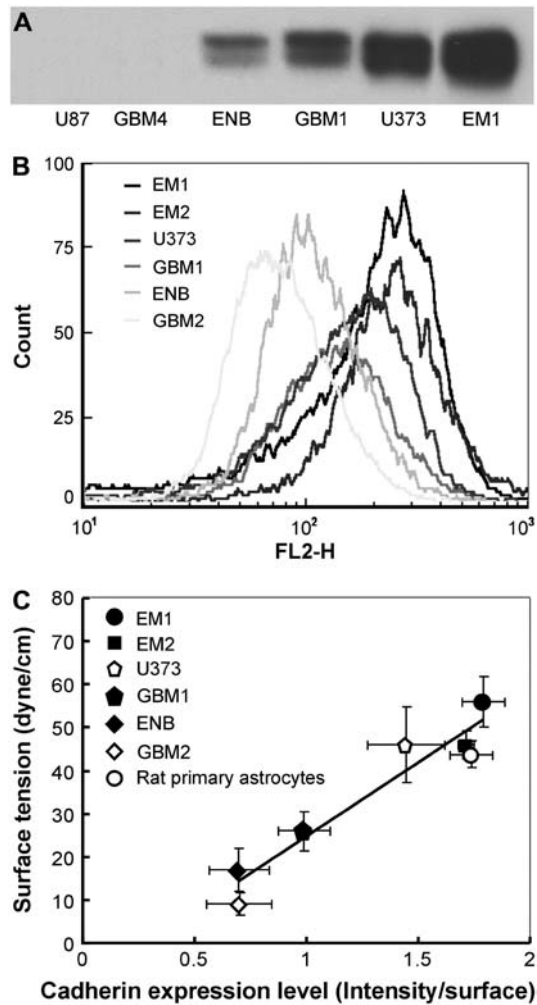 A
U87 GBM4 ENB GBM1 U373 EM1
B
100
75
50
25
0
Count
EM1
EM2
U373
GBM1
ENB
GBM2
10¹ 10² 10³
FL2-H
C
80
70
60
50
40
30
20
10
0
Surface tension (dyne/cm)
EM1
EM2
U373
GBM1
ENB
GBM2
Rat primary astrocytes
0 0.5 1 1.5 2
Cadherin expression level (Intensity/surface)